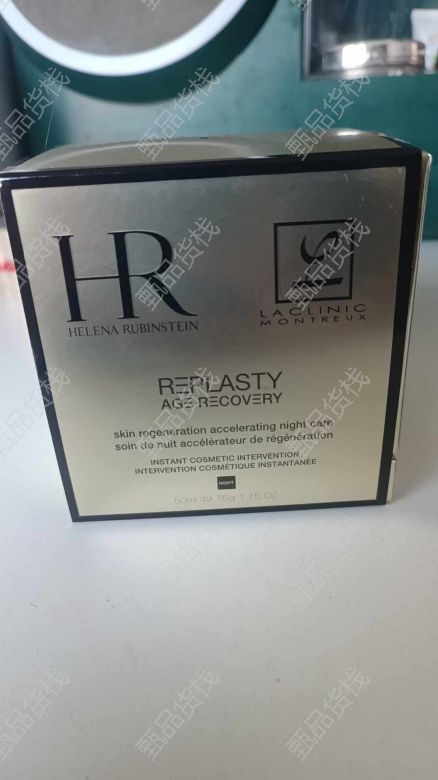 HR
HELENA RUBINSTEIN
LACLINIC
MONTREUX
REPLASTY
AGE RECOVERY
skin regeneration accelerating night care
soin de nuit accélérateur de régénération
INSTANT COSMETIC INTERVENTION
INTERVENTION COSMÉTIQUE INSTANTANÉE
NIGHT
50ml 49.75g 1.75 OZ
甄品货栈